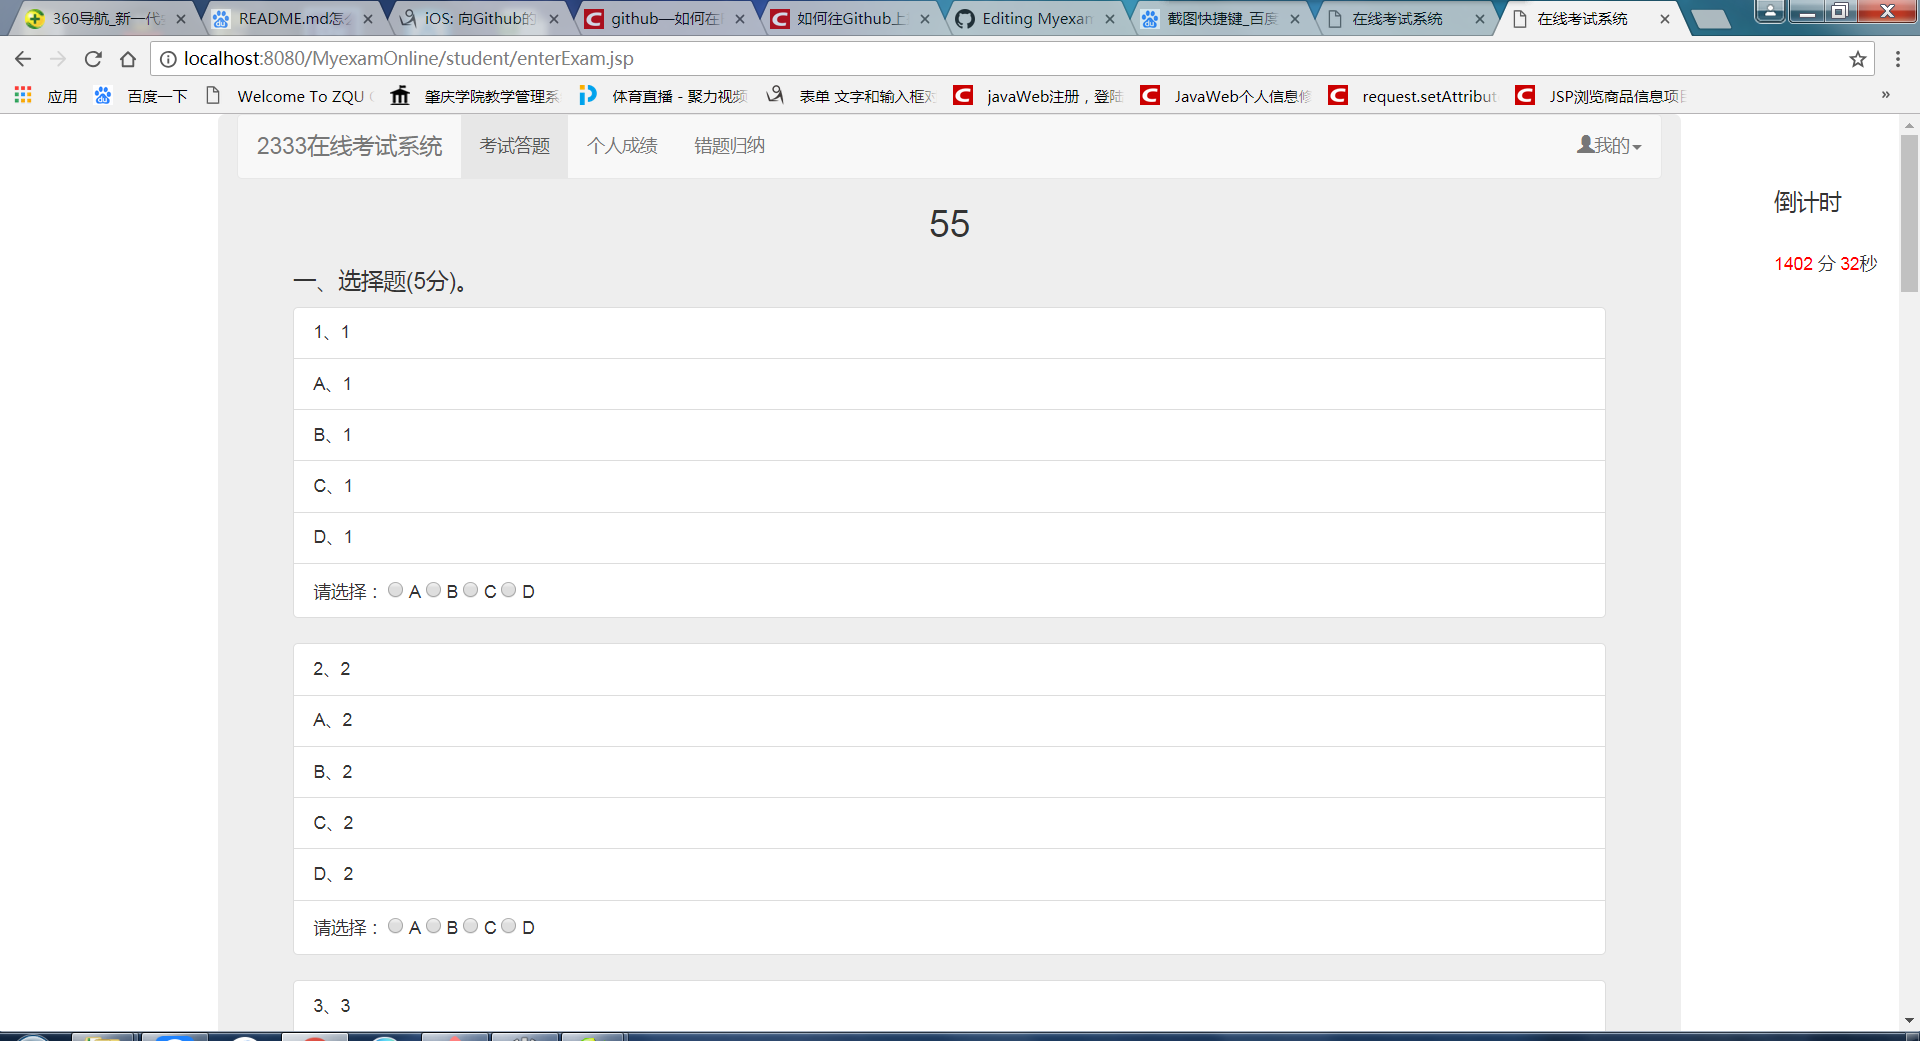 360导航_新一代 README.md怎么 iOS: 向Github的 github—如何在 如何往Github上 Editing Myexam 截图快捷键_百度 在线考试系统 在线考试系统
localhost:8080/MyexamOnline/student/enterExam.jsp
应用 百度一下 Welcome To ZQU 肇庆学院教学管理系 体育直播 - 聚力视频 表单 文字和输入框对 javaWeb注册，登陆 JavaWeb个人信息修 request.setAttribut JSP浏览商品信息项目 »
2333在线考试系统 考试答题 个人成绩 错题归纳 我的
倒计时
1402 分 32秒
55
一、选择题(5分)。
1、1
A、1
B、1
C、1
D、1
请选择： A B C D
2、2
A、2
B、2
C、2
D、2
请选择： A B C D
3、3